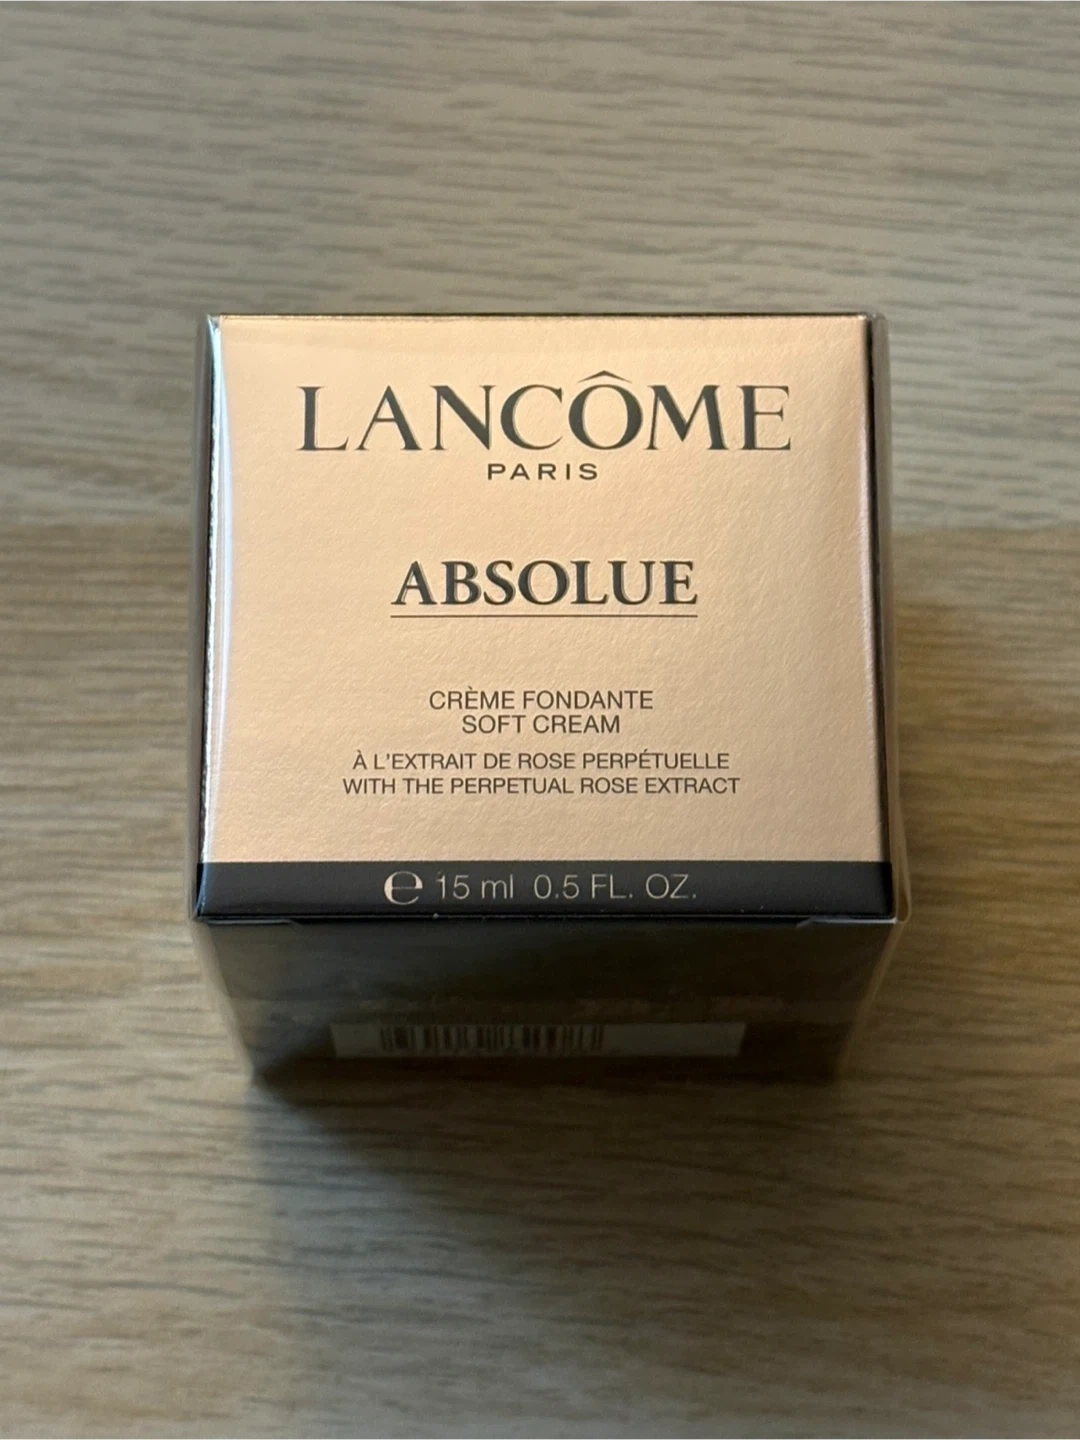 LANCÔME
PARIS
ABSOLUE
CRÈME FONDANTE
SOFT CREAM
À L'EXTRAIT DE ROSE PERPÉTUELLE
WITH THE PERPETUAL ROSE EXTRACT
℮ 15 ml 0.5 FL. OZ.